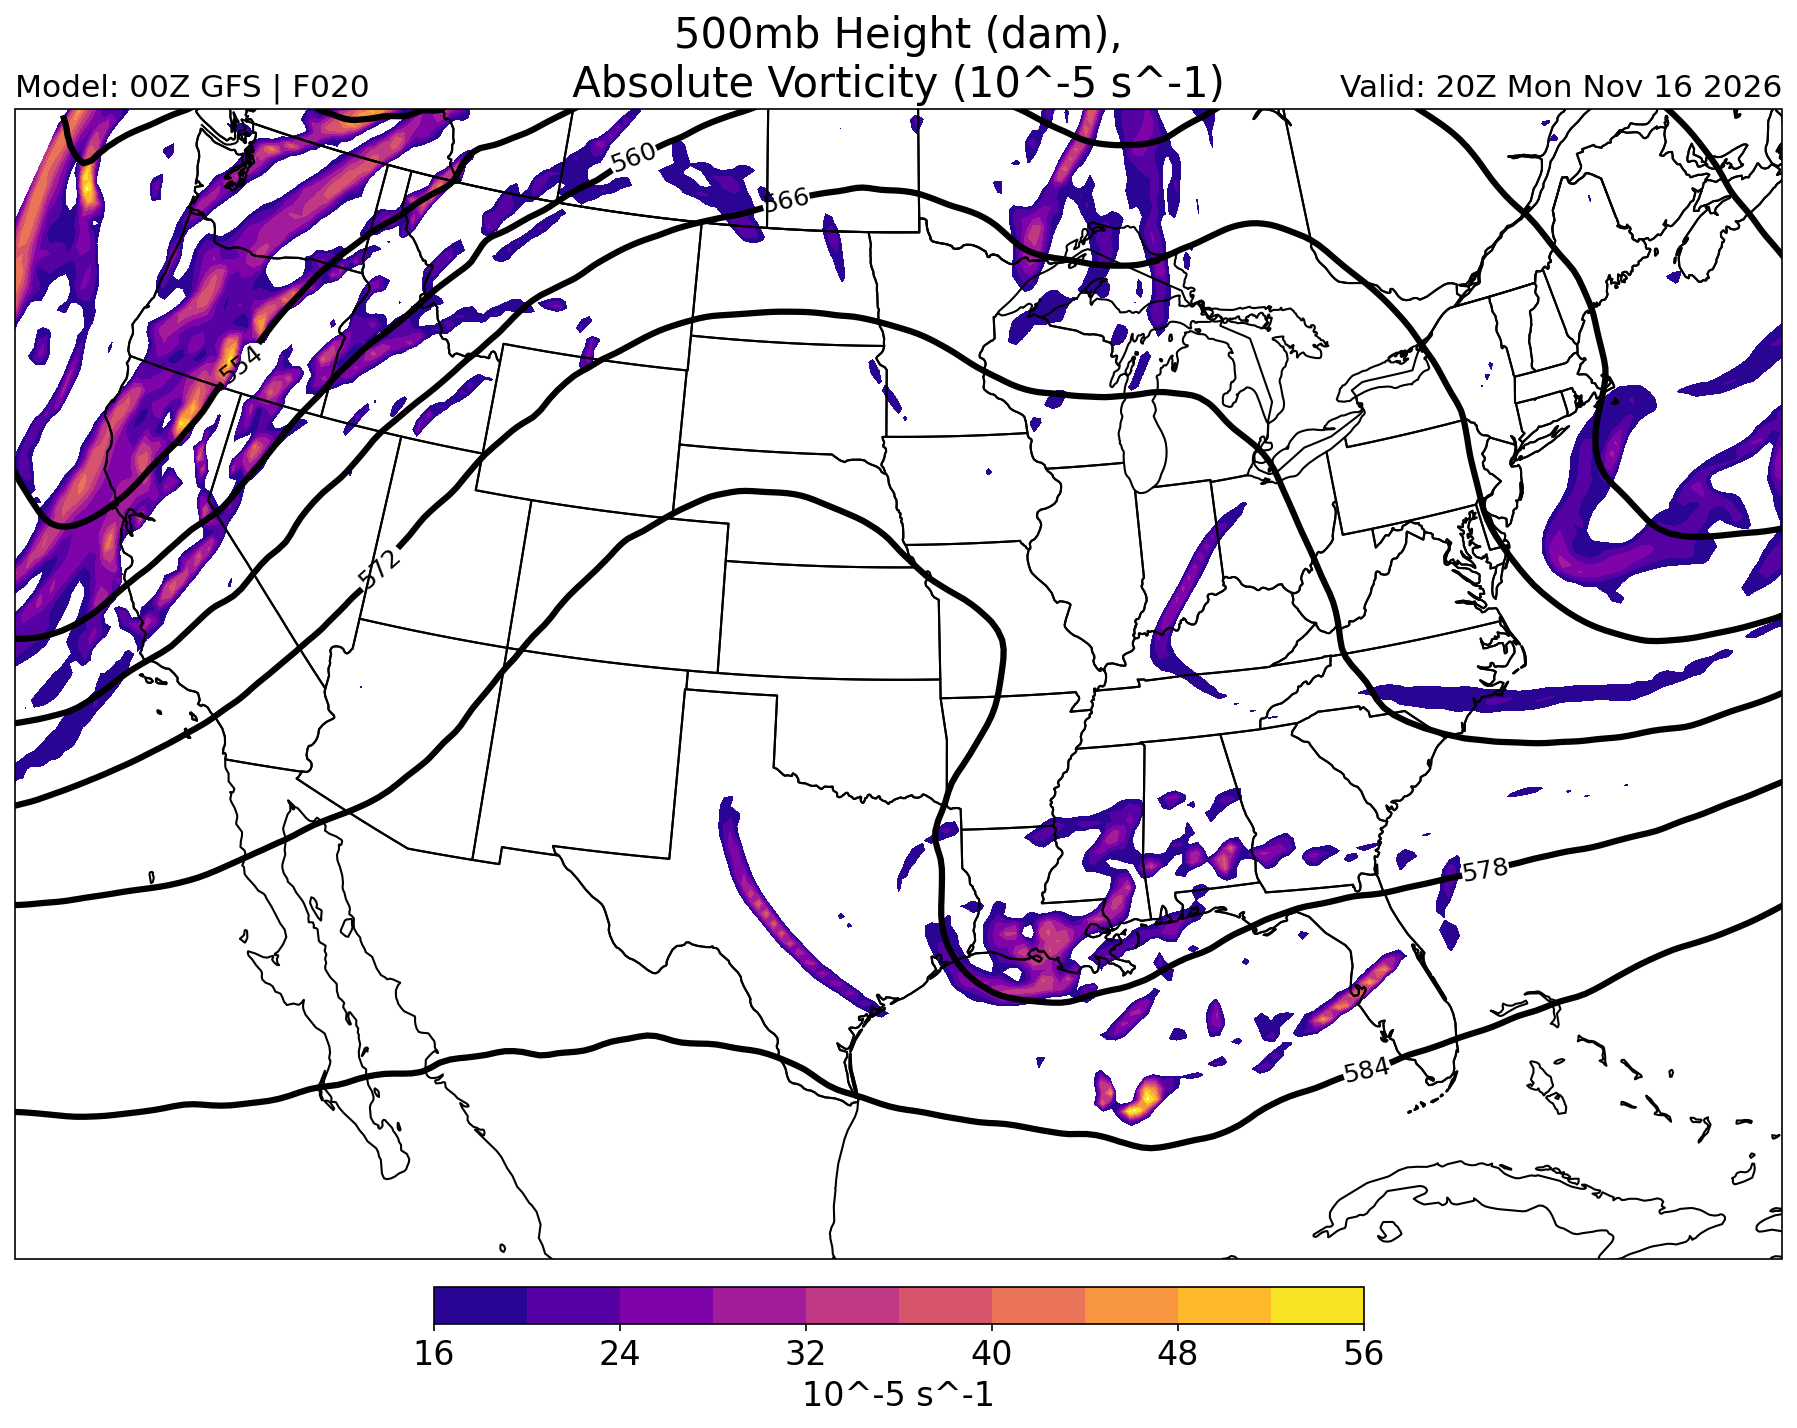 500mb Height (dam),
Model: 00Z GFS | F020
Absolute Vorticity (10^-5 s^-1)
Valid: 20Z Mon Nov 16 2026
560
566
554
572
578
584
16 24 32 40 48 56
10^-5 s^-1